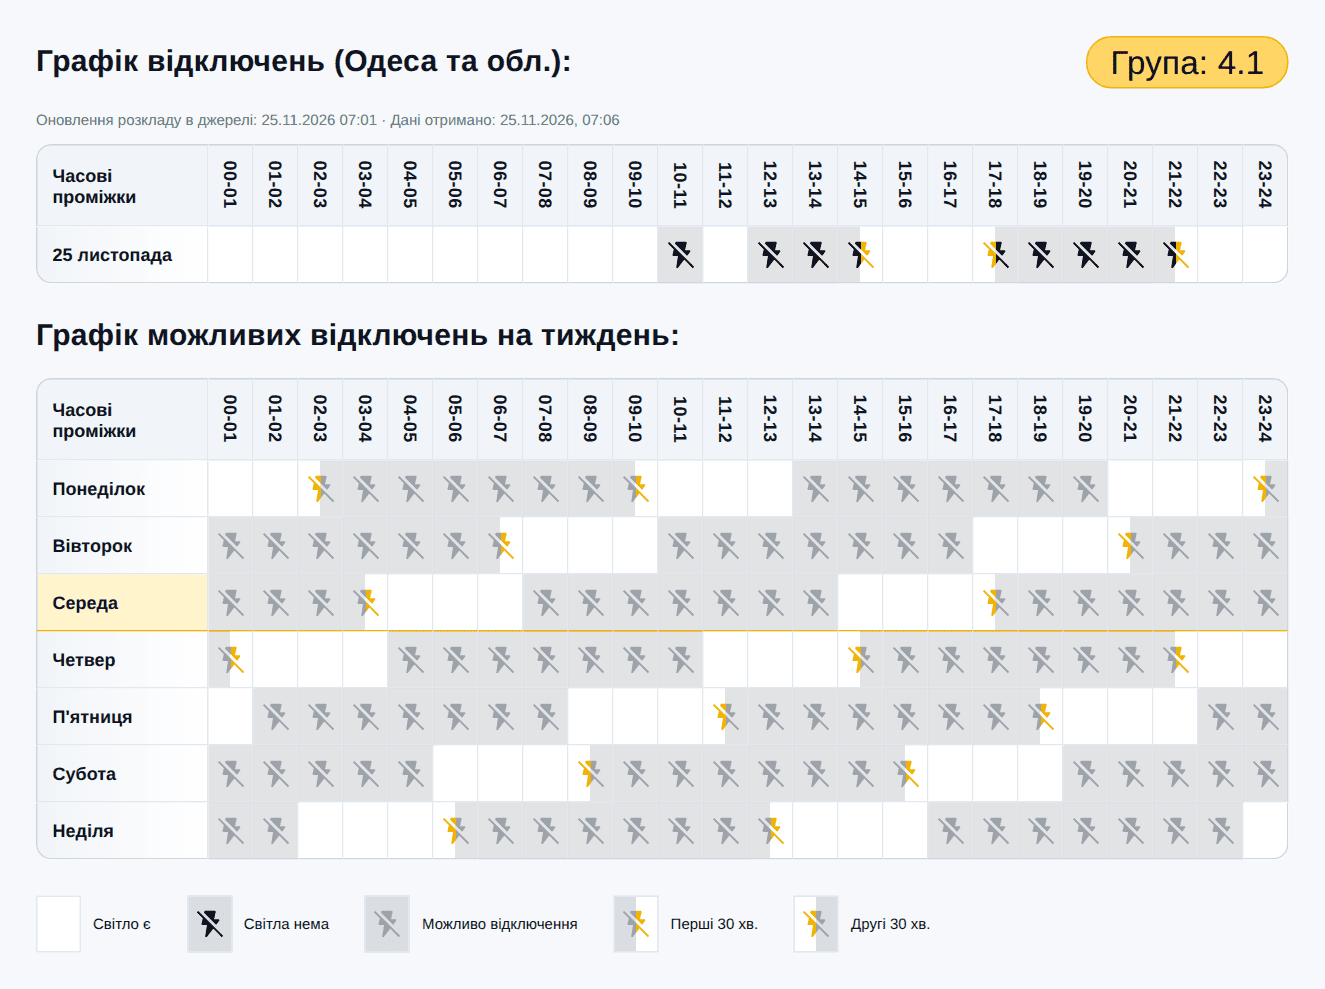 Графік відключень (Одеса та обл.):
Група: 4.1
Оновлення розкладу в джерелі: 25.11.2026 07:01 · Дані отримано: 25.11.2026, 07:06
Часові
проміжки
00-01 01-02 02-03 03-04 04-05 05-06 06-07 07-08 08-09 09-10 10-11 11-12 12-13 13-14 14-15 15-16 16-17 17-18 18-19 19-20 20-21 21-22 22-23 23-24
25 листопада
Графік можливих відключень на тиждень:
Часові
проміжки
00-01 01-02 02-03 03-04 04-05 05-06 06-07 07-08 08-09 09-10 10-11 11-12 12-13 13-14 14-15 15-16 16-17 17-18 18-19 19-20 20-21 21-22 22-23 23-24
Понеділок
Вівторок
Середа
Четвер
П'ятниця
Субота
Неділя
Світло є
Світла нема
Можливо відключення
Перші 30 хв.
Другі 30 хв.